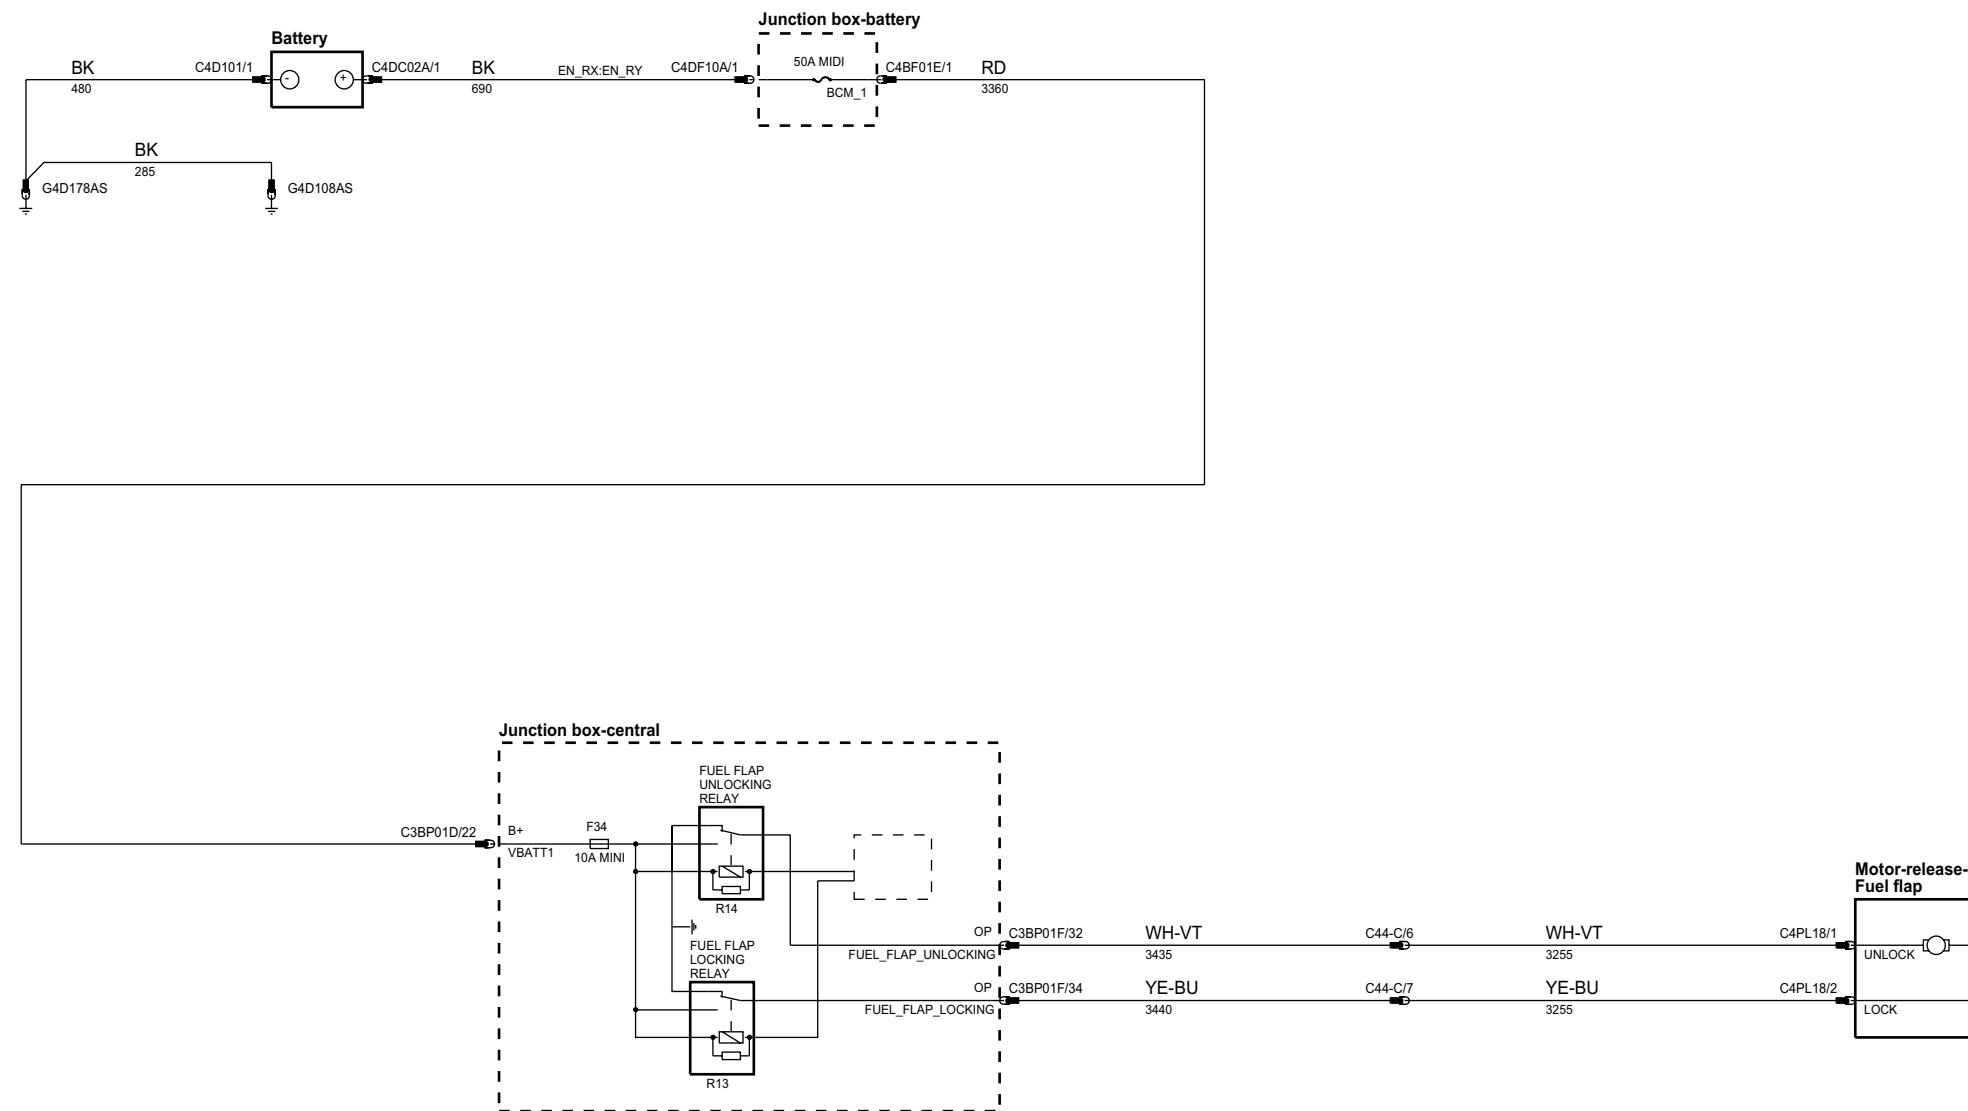 Junction box-battery
Battery
BK
480
C4D101/1
-
+
C4DC02A/1
BK
690
EN_RX:EN_RY
C4DF10A/1
50A MIDI
BCM_1
C4BF01E/1
RD
3360
BK
285
G4D178AS
G4D108AS
Junction box-central
FUEL FLAP
UNLOCKING
RELAY
C3BP01D/22
B+
VBATT1
F34
10A MINI
R14
Motor-release-
Fuel flap
FUEL FLAP
LOCKING
RELAY
OP
FUEL_FLAP_UNLOCKING
C3BP01F/32
WH-VT
3435
C44-C/6
WH-VT
3255
C4PL18/1
UNLOCK
OP
FUEL_FLAP_LOCKING
C3BP01F/34
YE-BU
3440
C44-C/7
YE-BU
3255
C4PL18/2
LOCK
R13